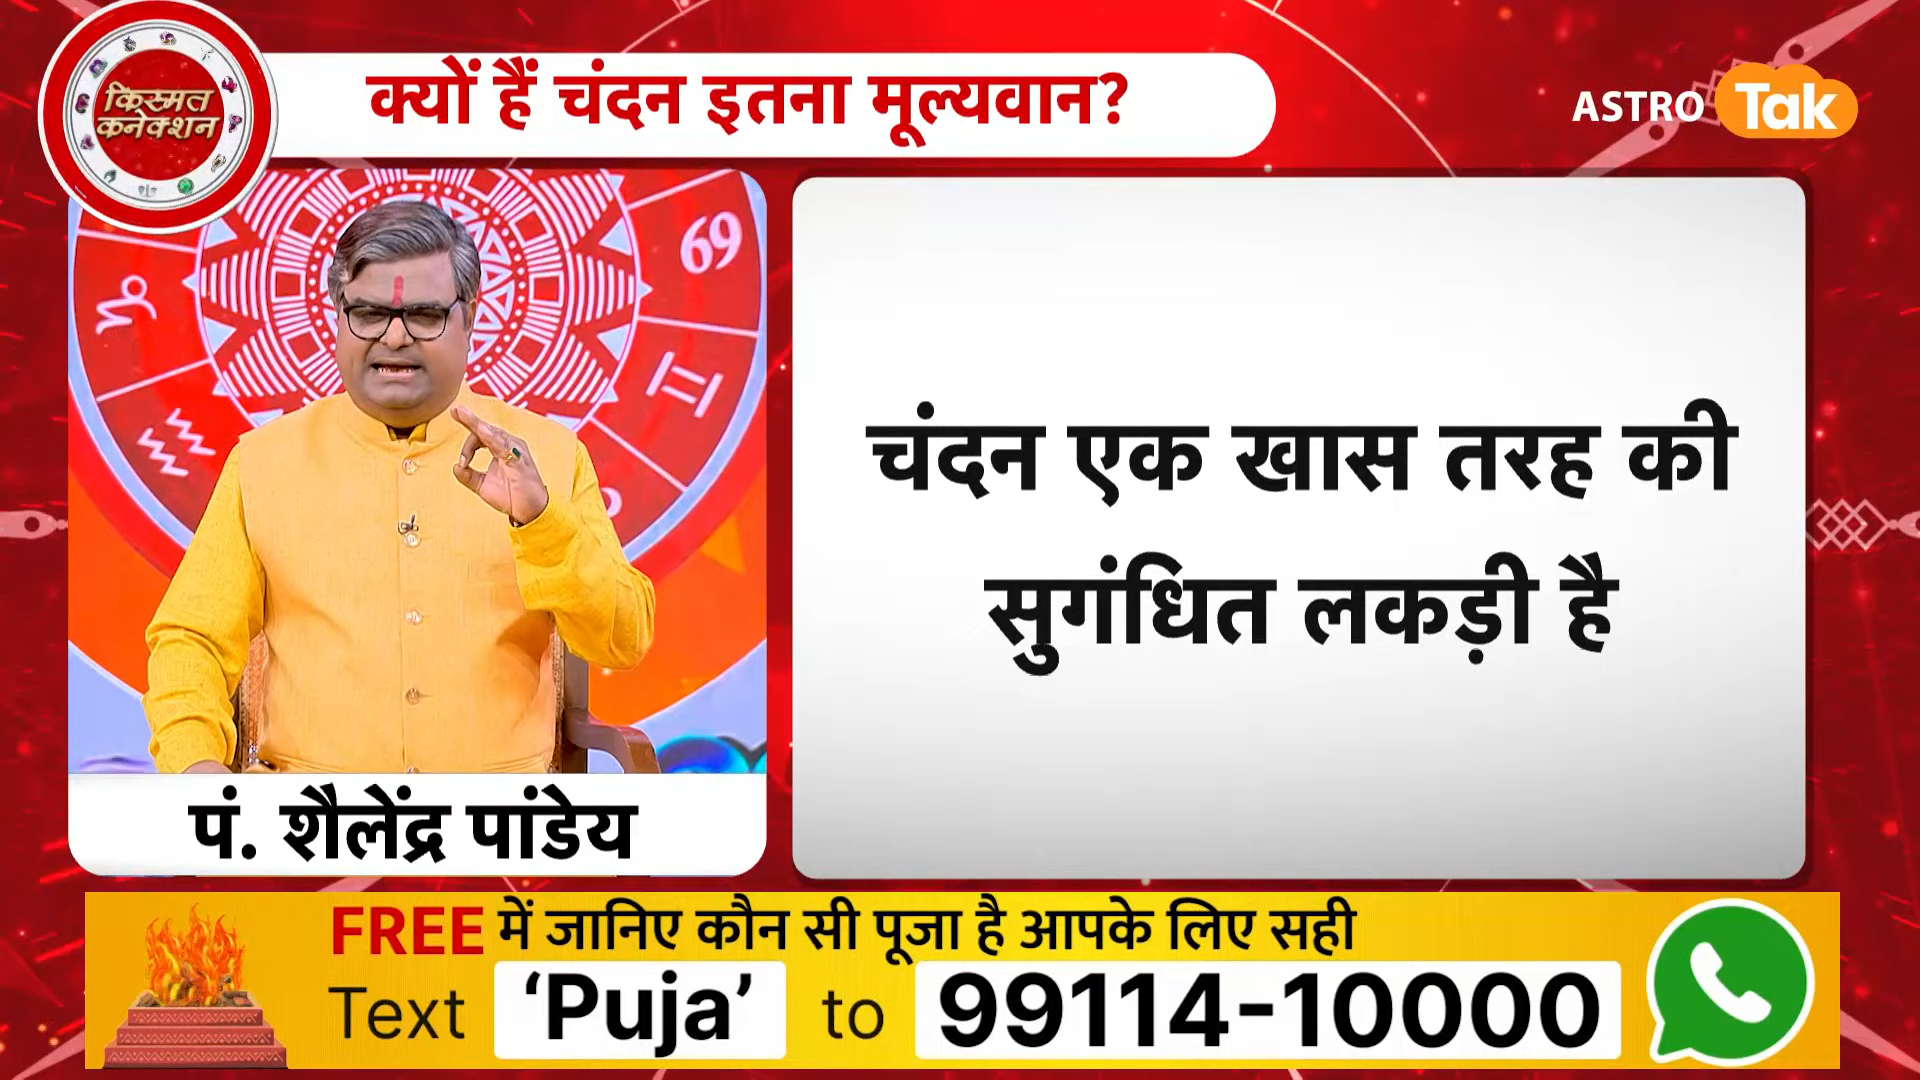 किस्मत
कनेक्शन
क्यों हैं चंदन इतना मूल्यवान?
ASTRO Tak
69
चंदन एक खास तरह की
सुगंधित लकड़ी है
पं. शैलेंद्र पांडेय
FREE में जानिए कौन सी पूजा है आपके लिए सही
Text ‘Puja’ to 99114-10000